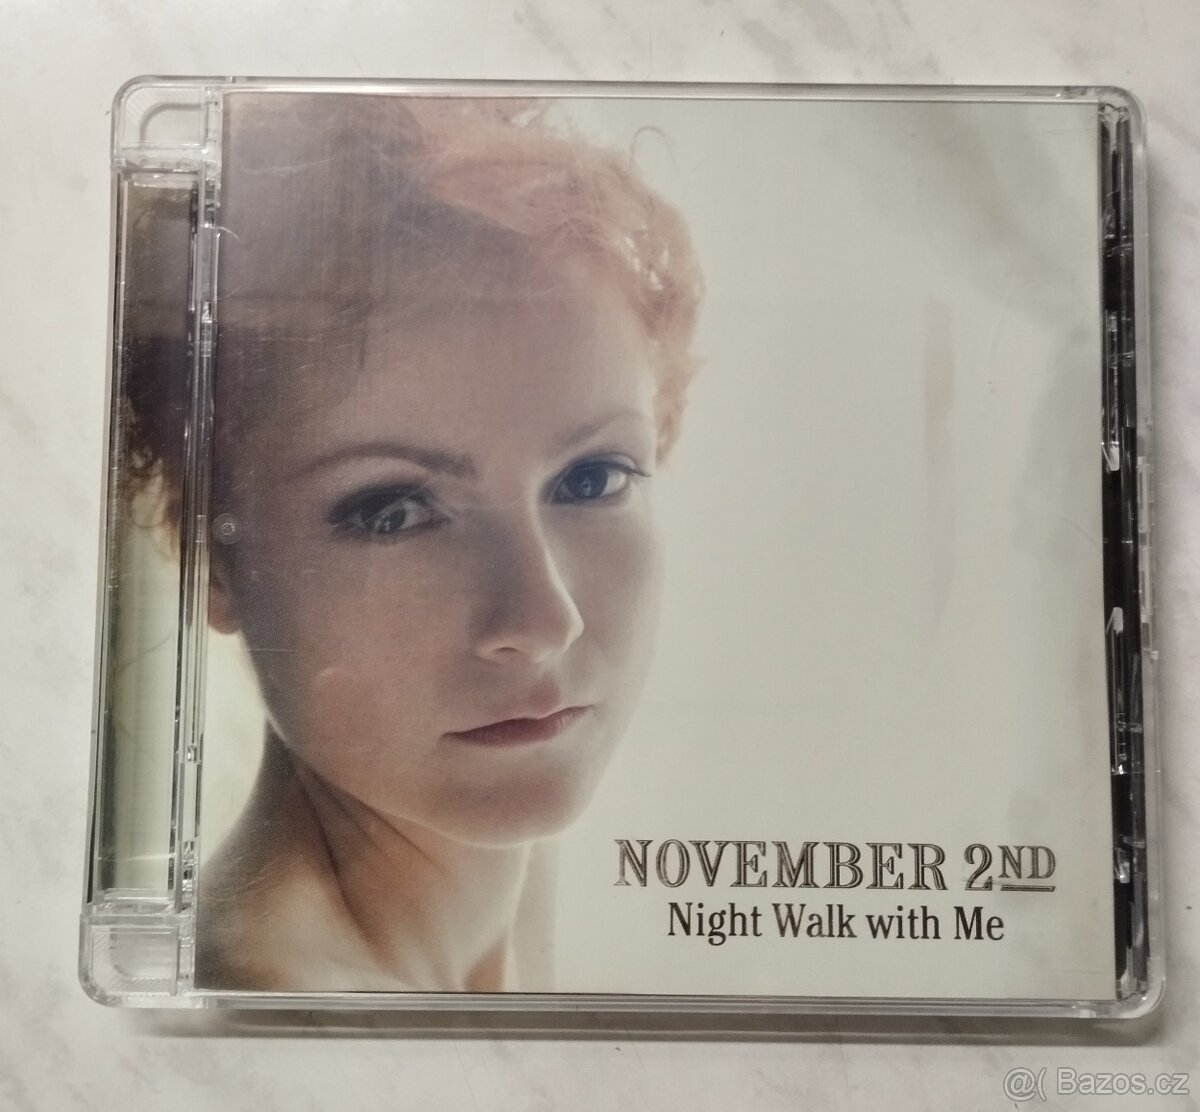 NOVEMBER 2ND
Night Walk with Me
@( Bazos.cz